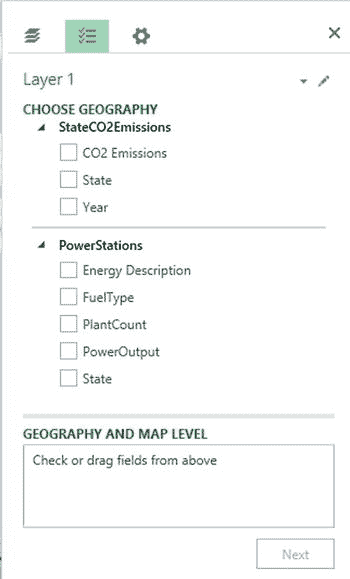 Layer 1
CHOOSE GEOGRAPHY
StateCO2Emissions
CO2 Emissions
State
Year
PowerStations
Energy Description
FuelType
PlantCount
PowerOutput
State
GEOGRAPHY AND MAP LEVEL
Check or drag fields from above
Next